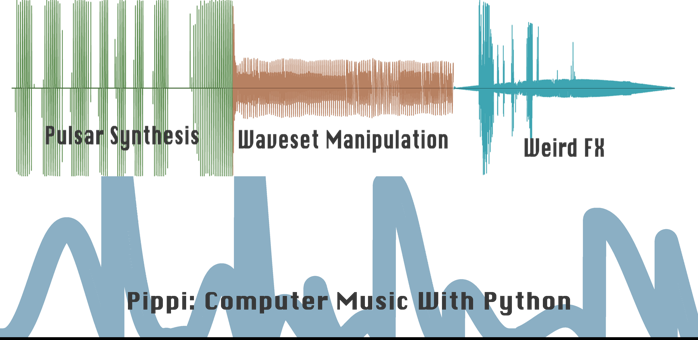 Pulsar Synthesis
Waveset Manipulation
Weird FX
Pippi: Computer Music With Python